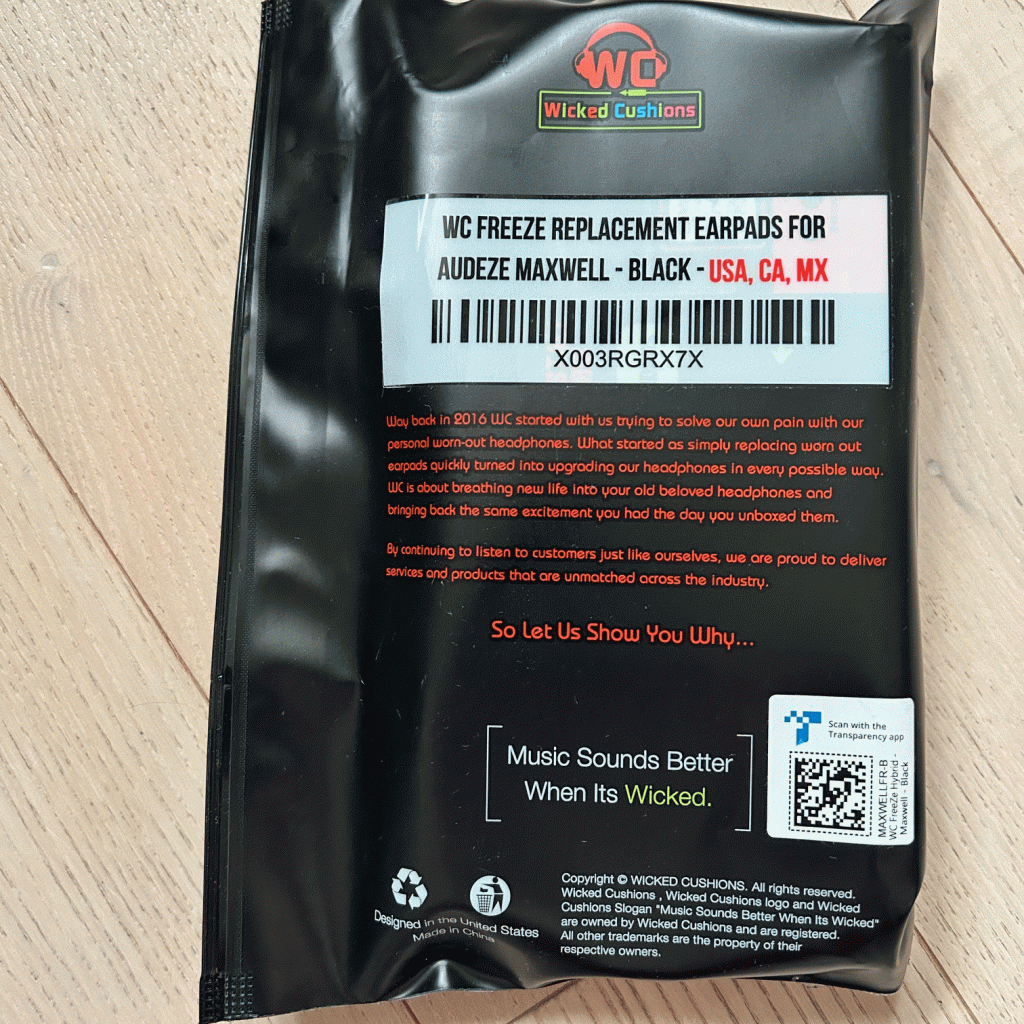 WC
Wicked Cushions
WC FREEZE REPLACEMENT EARPADS FOR
AUDEZE MAXWELL - BLACK - USA, CA, MX
X003RGRX7X
Way back in 2016 WC started with us trying to solve our own pain with our
personal worn-out headphones. What started as simply replacing worn out
earpads quickly turned into upgrading our headphones in every possible way.
WC is about breathing new life into your old beloved headphones and
bringing back the same excitement you had the day you unboxed them.
By continuing to listen to customers just like ourselves, we are proud to deliver
services and products that are unmatched across the industry.
So Let Us Show You Why...
Music Sounds Better
When Its Wicked.
Scan with the
Transparency app
MAXWELLFR-B
WC FreeZe Hybrid -
Maxwell - Black
Designed in the United States
Made in China
Copyright © WICKED CUSHIONS. All rights reserved.
Wicked Cushions , Wicked Cushions logo and Wicked
Cushions Slogan "Music Sounds Better When Its Wicked"
are owned by Wicked Cushions and are registered.
All other trademarks are the property of their
respective owners.